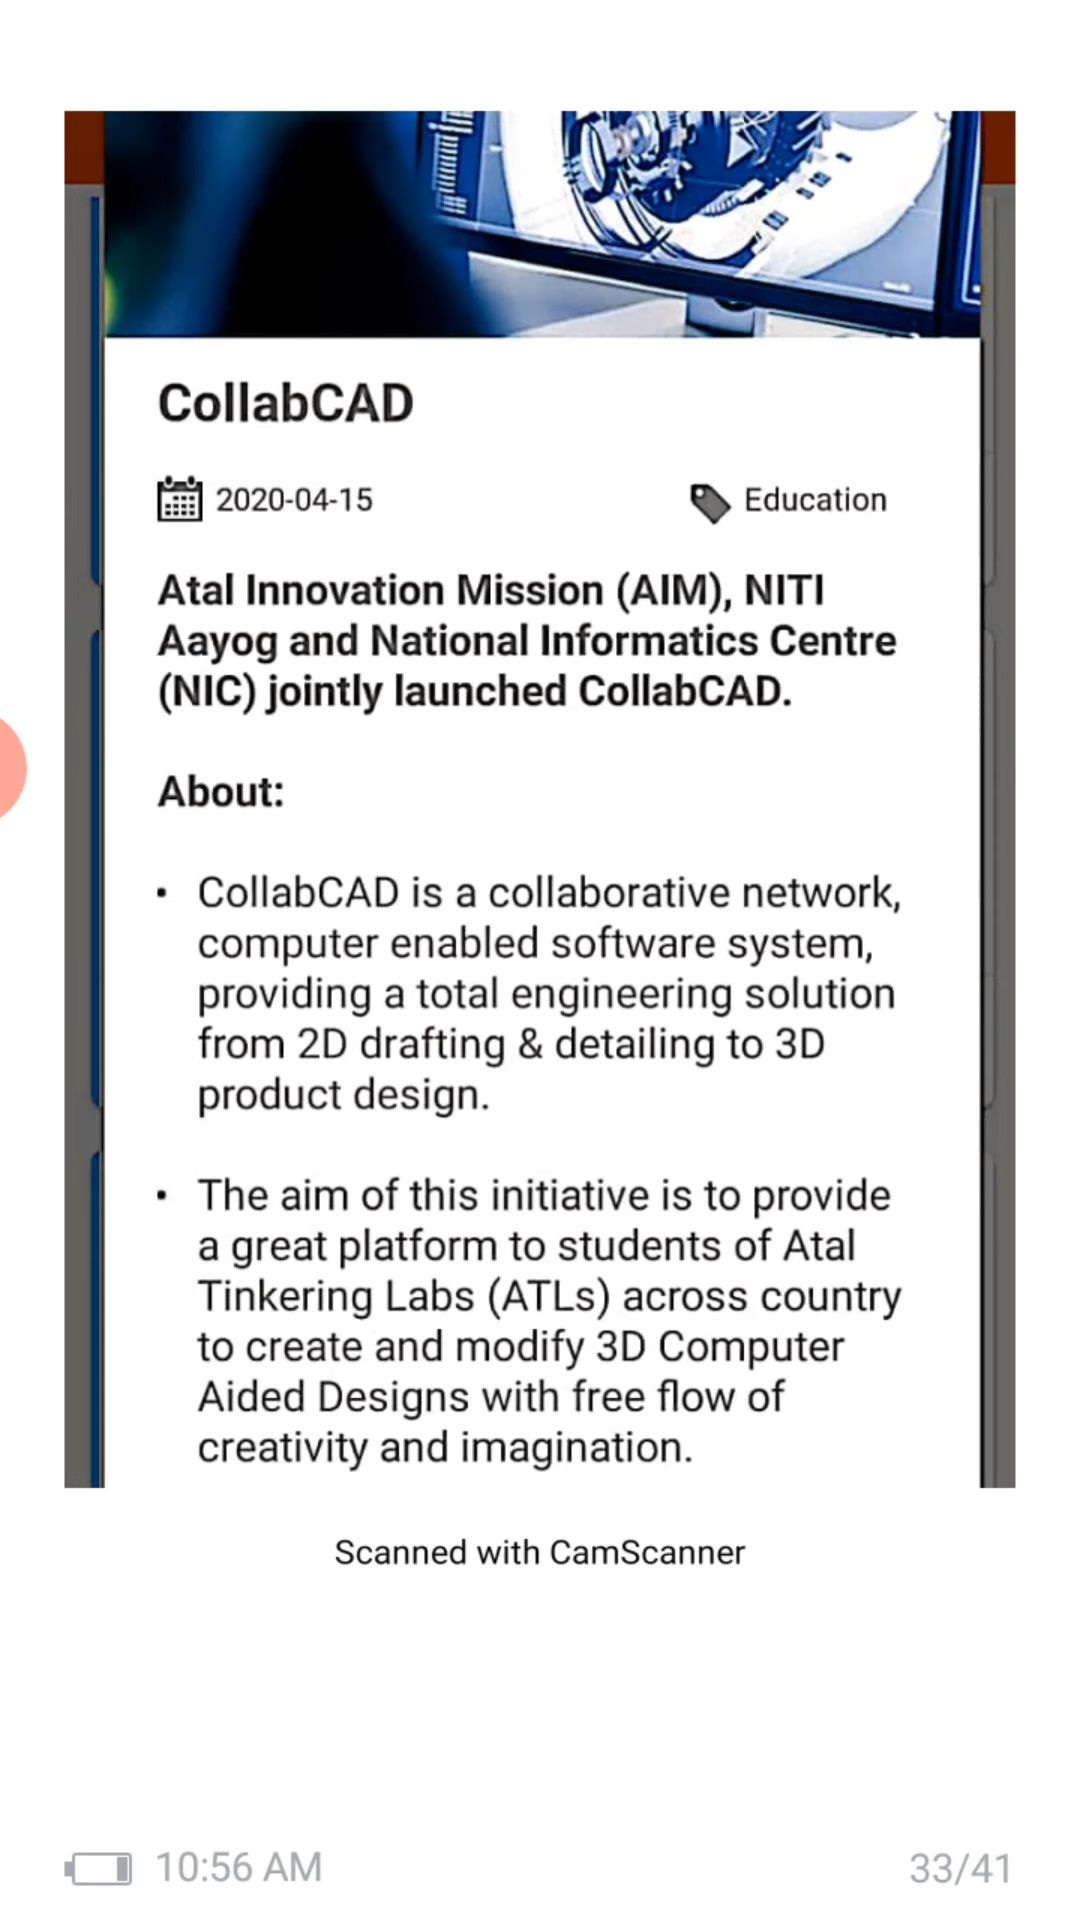 CollabCAD
2020-04-15
Education
Atal Innovation Mission (AIM), NITI
Aayog and National Informatics Centre
(NIC) jointly launched CollabCAD.
About:
• CollabCAD is a collaborative network,
computer enabled software system,
providing a total engineering solution
from 2D drafting & detailing to 3D
product design.
• The aim of this initiative is to provide
a great platform to students of Atal
Tinkering Labs (ATLs) across country
to create and modify 3D Computer
Aided Designs with free flow of
creativity and imagination.
Scanned with CamScanner
10:56 AM
33/41